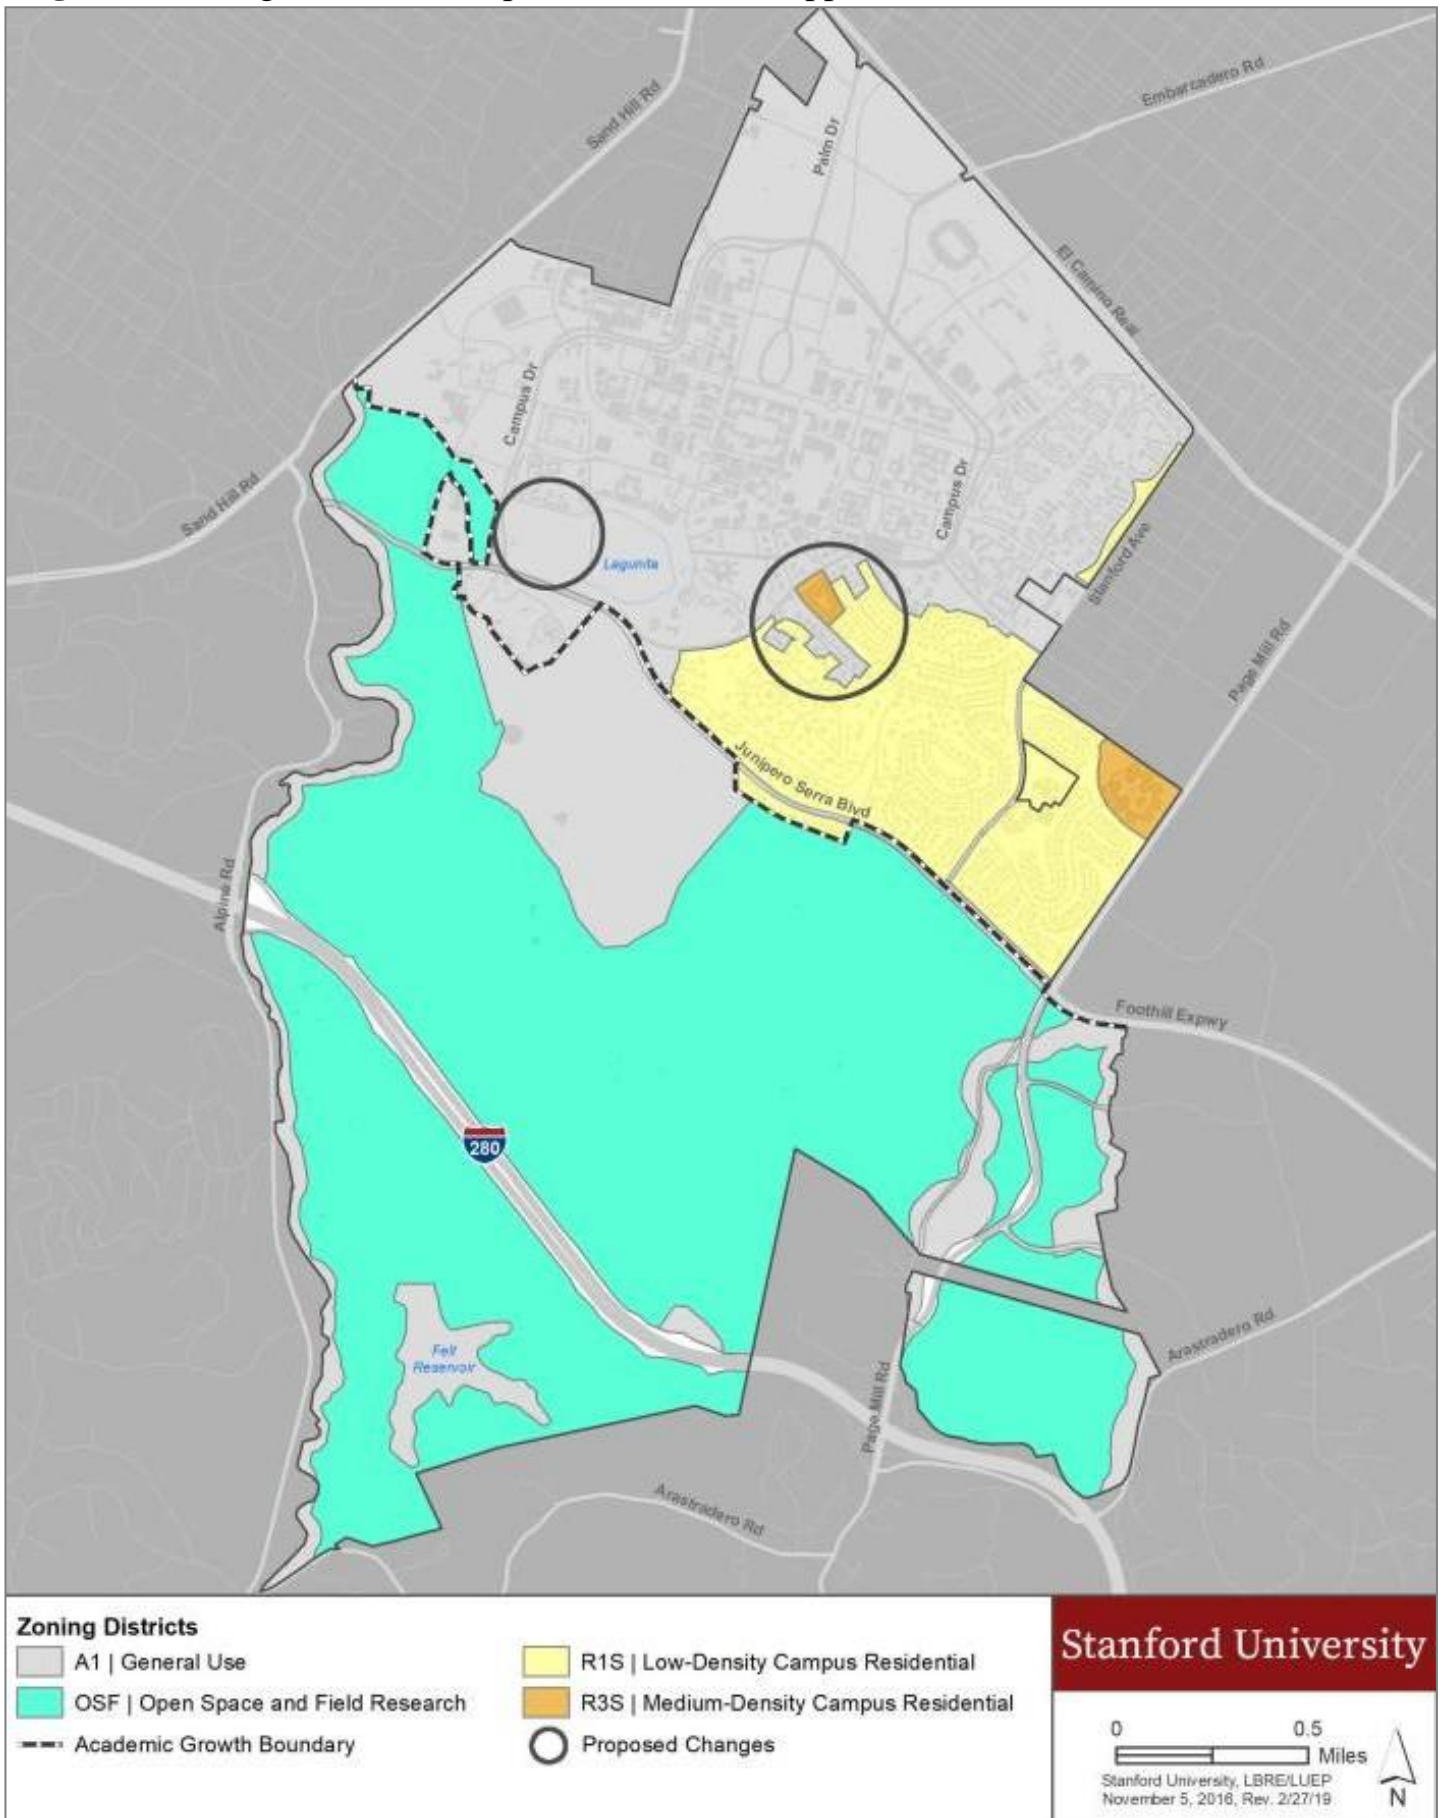 Sand Hill Rd
Embarcadero Rd
Palm Dr
El Camino Real
Campus Dr
Sand Hill Rd
Campus Dr
Lagunita
Stanford Ave
Page Mill Rd
Junipero Serra Blvd
Alpine Rd
Foothill Expwy
280
Felt
Reservoir
Arastradero Rd
Page Mill Rd
Arastradero Rd
Zoning Districts
A1 | General Use
OSF | Open Space and Field Research
Academic Growth Boundary
R1S | Low-Density Campus Residential
R3S | Medium-Density Campus Residential
Proposed Changes
Stanford University
0 0.5
Miles
Stanford University, LBRE/LUEP
November 5, 2016, Rev. 2/27/19
N